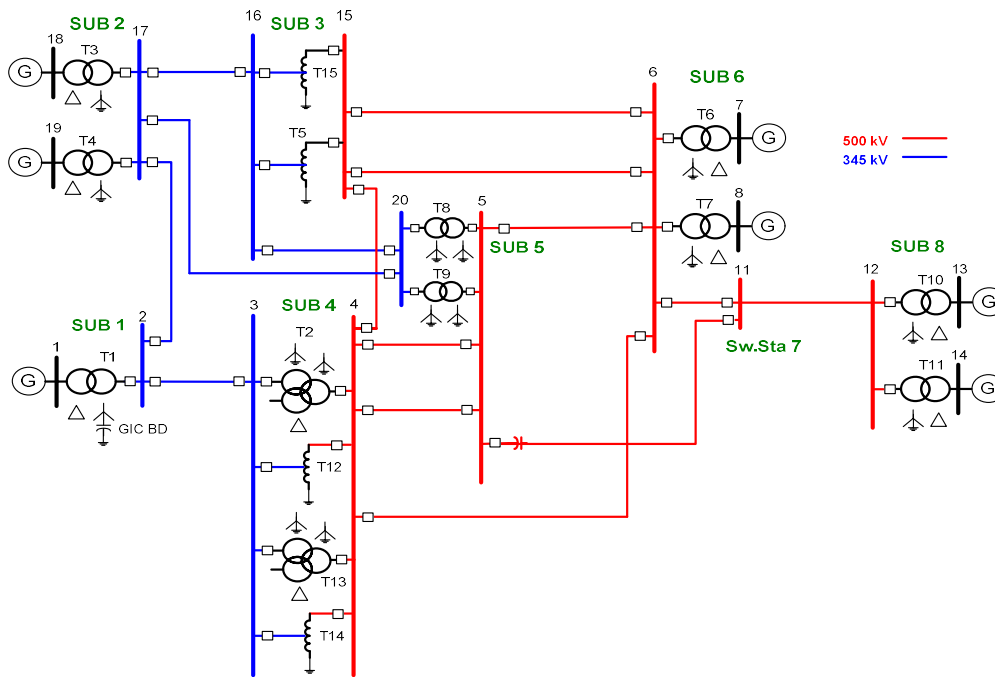 SUB 2
17
16
SUB 3
15
18
T3
G
T15
6
SUB 6
T6
7
G
19
T4
G
T5
500 kV
345 kV
20
T8
5
T7
8
G
SUB 5
T9
SUB 8
11
12
T10
13
G
SUB 1
2
3
SUB 4
4
T2
1
T1
G
Sw.Sta 7
T11
14
G
GIC BD
T12
T13
T14